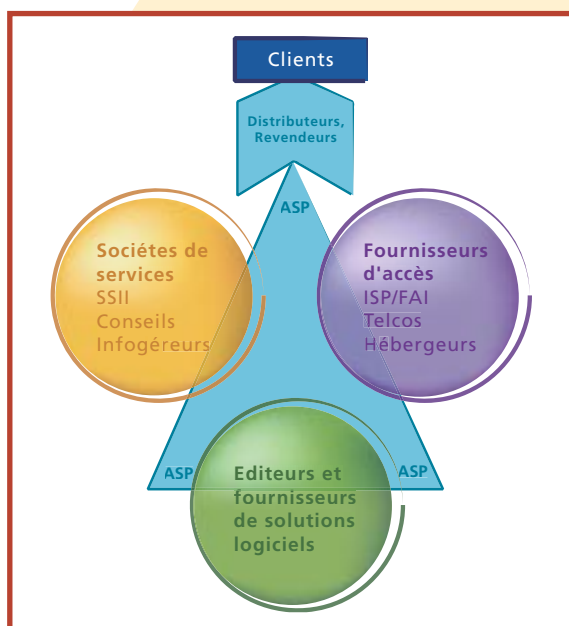 Clients
Distributeurs,
Revendeurs
ASP
Sociétes de
services
SSII
Conseils
Infogéreurs
Fournisseurs
d'accès
ISP/FAI
Telcos
Hébergeurs
ASP
ASP
Editeurs et
fournisseurs
de solutions
logiciels